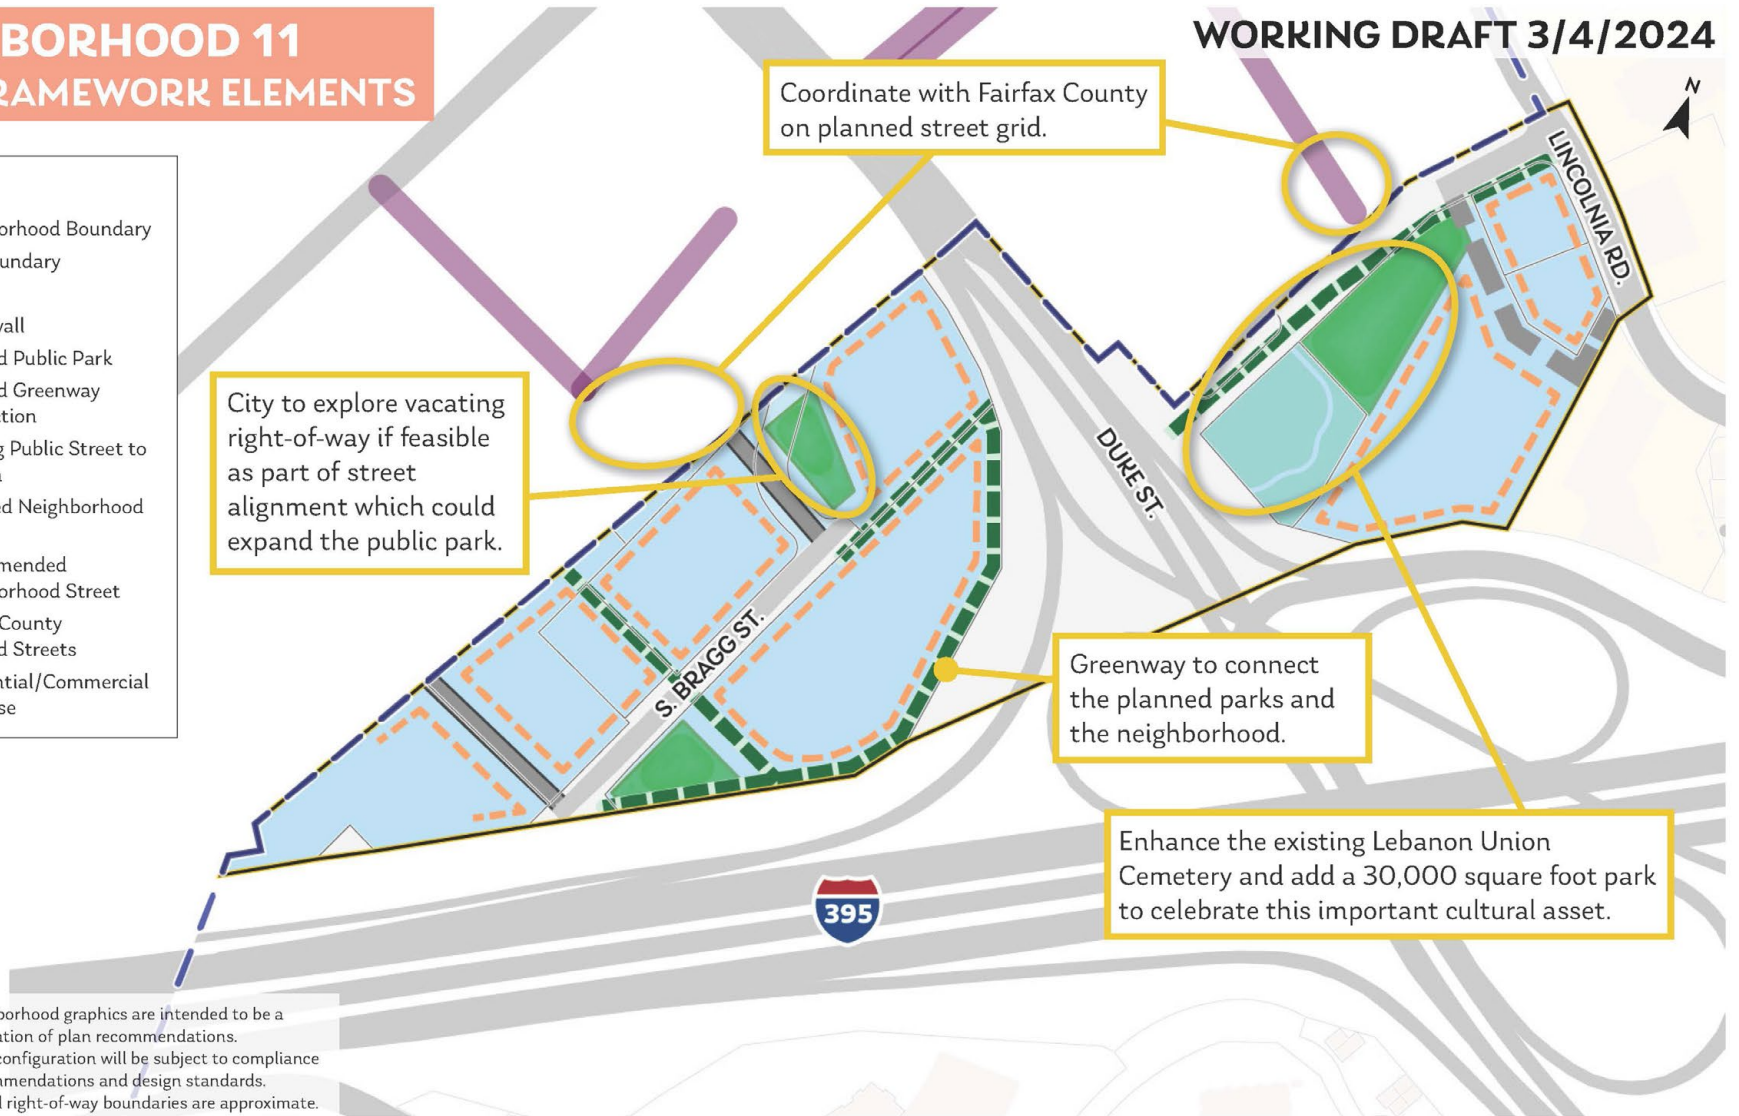 BORHOOD 11
RAMEWORK ELEMENTS
WORKING DRAFT 3/4/2024
N
Coordinate with Fairfax County
on planned street grid.
LINCOLNIA RD.
orhood Boundary
undary
vall
d Public Park
d Greenway
ction
g Public Street to
n
ed Neighborhood
mended
orhood Street
County
d Streets
ntial/Commercial
se
City to explore vacating
right-of-way if feasible
as part of street
alignment which could
expand the public park.
DUKE ST.
S. BRAGG ST.
Greenway to connect
the planned parks and
the neighborhood.
Enhance the existing Lebanon Union
Cemetery and add a 30,000 square foot park
to celebrate this important cultural asset.
395
borhood graphics are intended to be a
ation of plan recommendations.
configuration will be subject to compliance
mmendations and design standards.
d right-of-way boundaries are approximate.